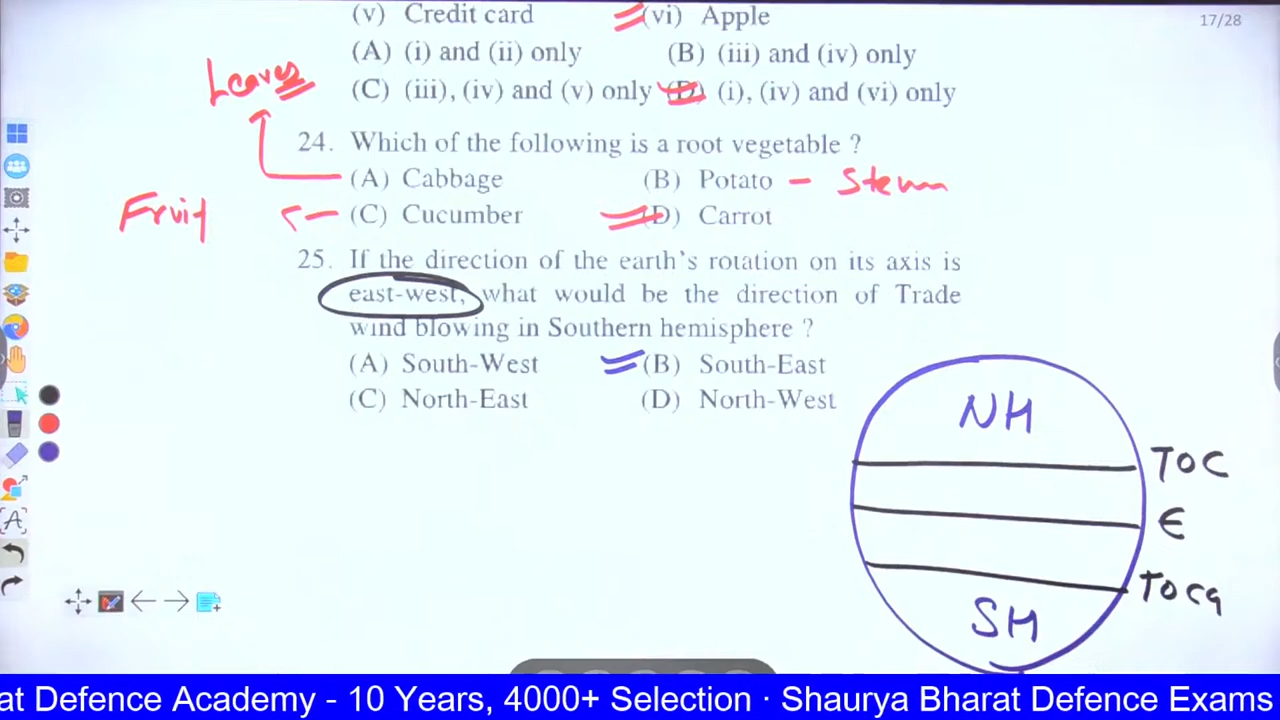 (v) Credit card (vi) Apple
17/28
(A) (i) and (ii) only (B) (iii) and (iv) only
Leaves
(C) (iii), (iv) and (v) only (D) (i), (iv) and (vi) only
24. Which of the following is a root vegetable ?
(A) Cabbage (B) Potato - Stem
Fruit (C) Cucumber (D) Carrot
25. If the direction of the earth's rotation on its axis is
east-west, what would be the direction of Trade
wind blowing in Southern hemisphere ?
(A) South-West (B) South-East
(C) North-East (D) North-West
NH
TOC
E
TOCa
SH
at Defence Academy - 10 Years, 4000+ Selection · Shaurya Bharat Defence Exams